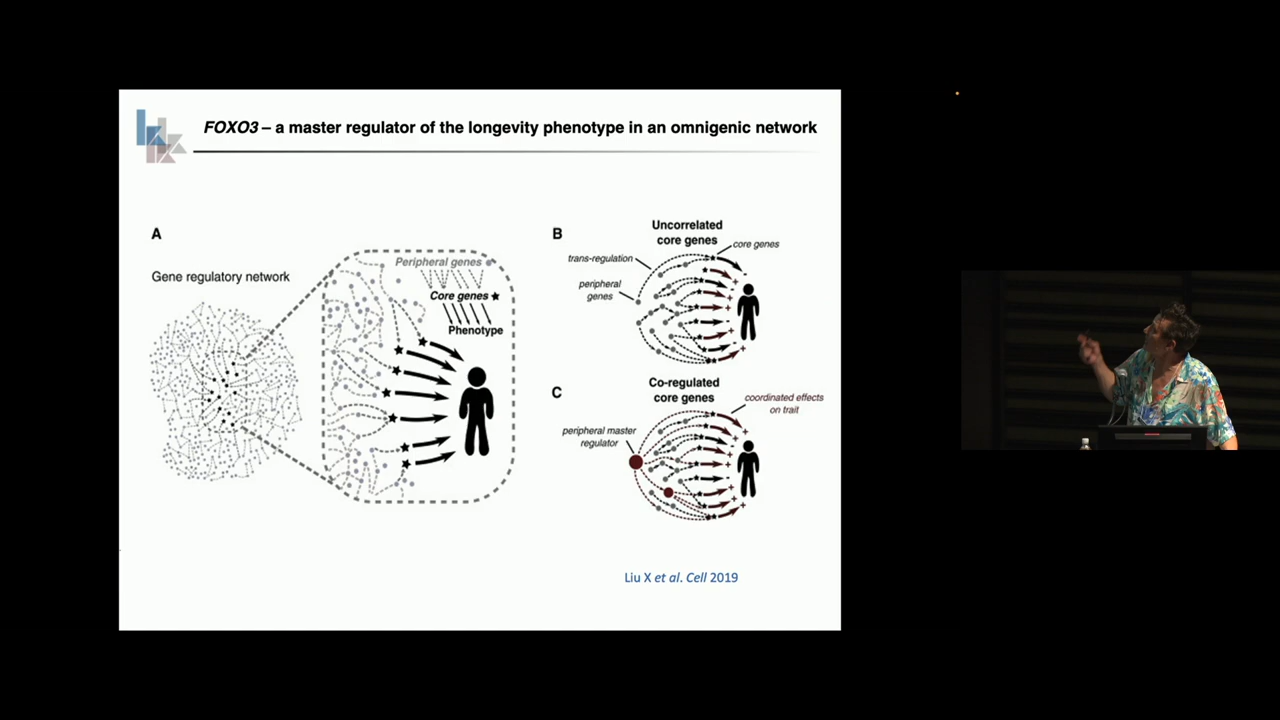 FOXO3 – a master regulator of the longevity phenotype in an omnigenic network
A
Gene regulatory network
Peripheral genes
Core genes
Phenotype
B
Uncorrelated
core genes
core genes
trans-regulation
peripheral
genes
C
Co-regulated
core genes
coordinated effects
on trait
peripheral master
regulator
Liu X et al. Cell 2019